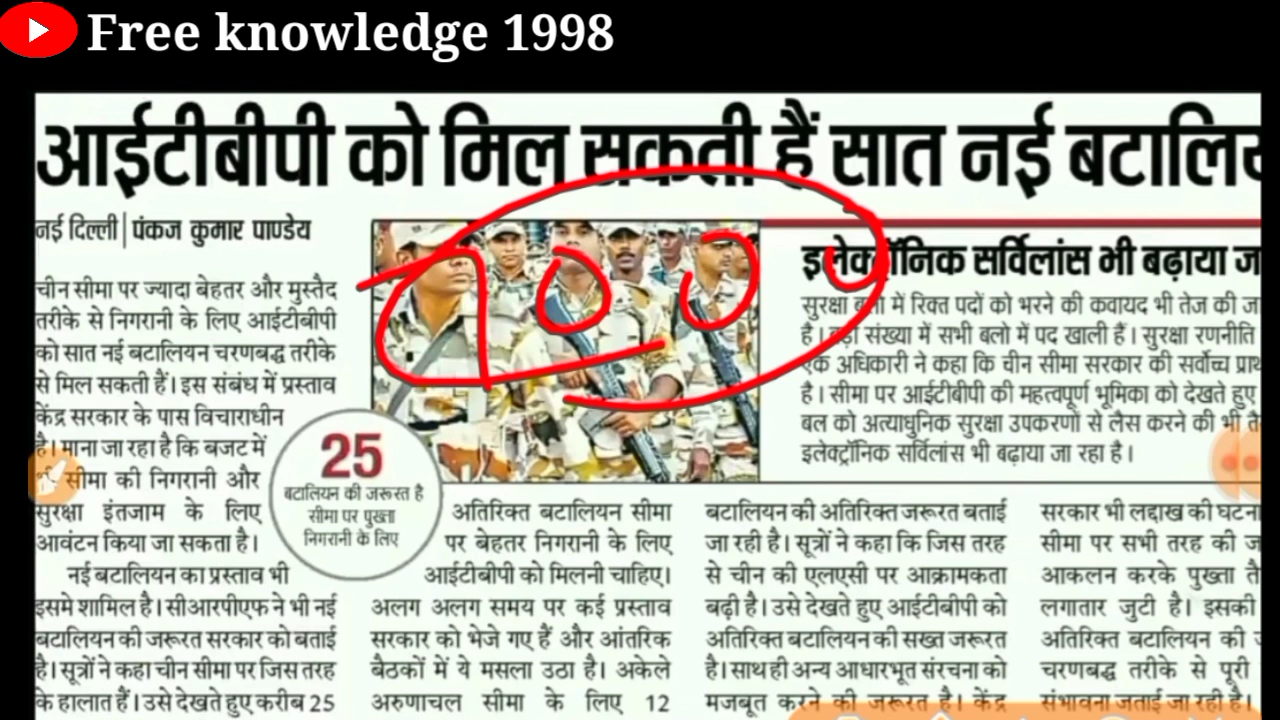 Free knowledge 1998
आईटीबीपी को मिल सकती हैं सात नई
नई दिल्ली | पंकज कुमार पाण्डेय
चीन सीमा पर ज्यादा बेहतर और मुस्तैद
तरीके से निगरानी के लिए आईटीबीपी
को सात नई बटालियन चरणबद्ध तरीके
से मिल सकती हैं। इस संबंध में प्रस्ताव
केंद्र सरकार के पास विचाराधीन
है। माना जा रहा है कि बजट में
सीमा की निगरानी और
सुरक्षा इंतजाम के लिए
आवंटन किया जा सकता है।
नई बटालियन का प्रस्ताव भी
इसमे शामिल है। सीआरपीएफ ने भी नई
बटालियन की जरूरत सरकार को बताई
है। सूत्रों ने कहा चीन सीमा पर जिस तरह
के हालात हैं। उसे देखते हुए करीब 25
25
बटालियन की जरूरत है
सीमा पर पुख्ता
निगरानी के लिए
अतिरिक्त बटालियन सीमा
पर बेहतर निगरानी के लिए
आईटीबीपी को मिलनी चाहिए।
अलग अलग समय पर कई प्रस्ताव
सरकार को भेजे गए हैं और आंतरिक
बैठकों में ये मसला उठा है। अकेले
अरुणाचल सीमा के लिए 12
इलेक्ट्रॉनिक सर्विलांस भी बढ़ाया
सुरक्षा बलो में रिक्त पदों को भरने की कवायद भी तेज की
है। बड़ी संख्या में सभी बलो में पद खाली हैं। सुरक्षा रणनीति
एक अधिकारी ने कहा कि चीन सीमा सरकार की सर्वोच्च
है। सीमा पर आईटीबीपी की महत्वपूर्ण भूमिका को देखते हुए
बल को अत्याधुनिक सुरक्षा उपकरणो से लैस करने की भी
इलेक्ट्रॉनिक सर्विलांस भी बढ़ाया जा रहा है।
बटालियन की अतिरिक्त जरूरत बताई
जा रही है। सूत्रों ने कहा कि जिस तरह
से चीन की एलएसी पर आक्रामकता
बढ़ी है। उसे देखते हुए आईटीबीपी को
अतिरिक्त बटालियन की सख्त जरूरत
है। साथ ही अन्य आधारभूत संरचना को
मजबूत करने की जरूरत है। केंद्र
सरकार भी लद्दाख की घटना
सीमा पर सभी तरह की
आकलन करके पुख्ता
लगातार जुटी है। इसकी
अतिरिक्त बटालियन की
चरणबद्ध तरीके से पूरी
संभावना जताई जा रही है।